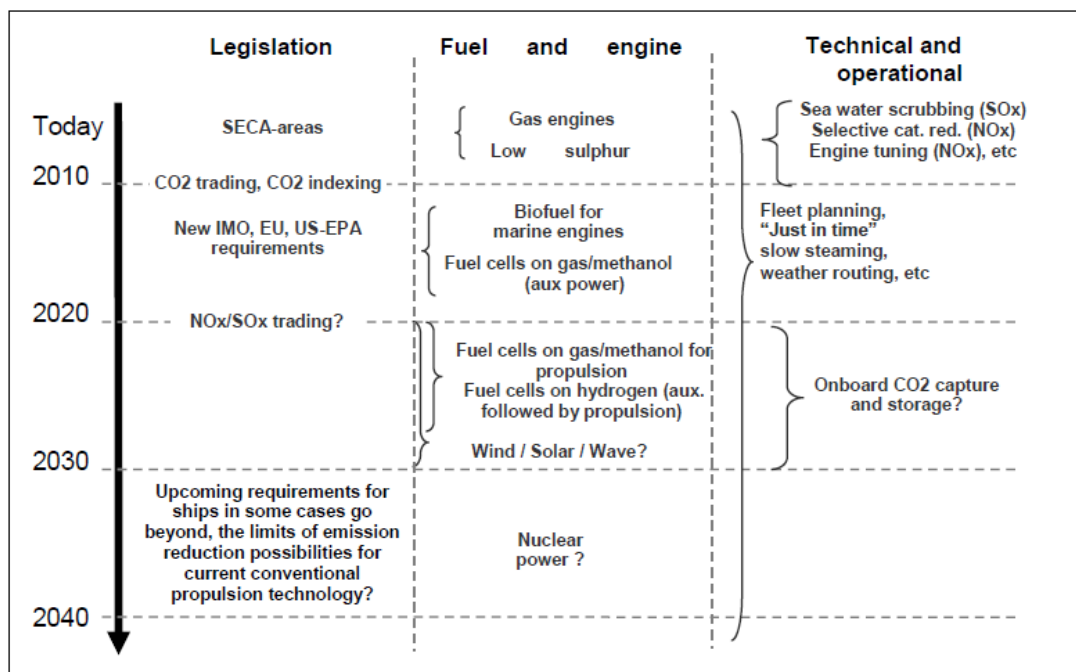 Legislation
Fuel and engine
Technical and
operational
Today
SECA-areas
Gas engines
Low sulphur
Sea water scrubbing (SOx)
Selective cat. red. (NOx)
Engine tuning (NOx), etc
2010
CO2 trading, CO2 indexing
New IMO, EU, US-EPA
requirements
Biofuel for
marine engines
Fuel cells on gas/methanol
(aux power)
Fleet planning,
“Just in time”
slow steaming,
weather routing, etc
2020
NOx/SOx trading?
Fuel cells on gas/methanol for
propulsion
Fuel cells on hydrogen (aux.
followed by propulsion)
Wind / Solar / Wave?
Onboard CO2 capture
and storage?
2030
Upcoming requirements for
ships in some cases go
beyond, the limits of emission
reduction possibilities for
current conventional
propulsion technology?
Nuclear
power ?
2040